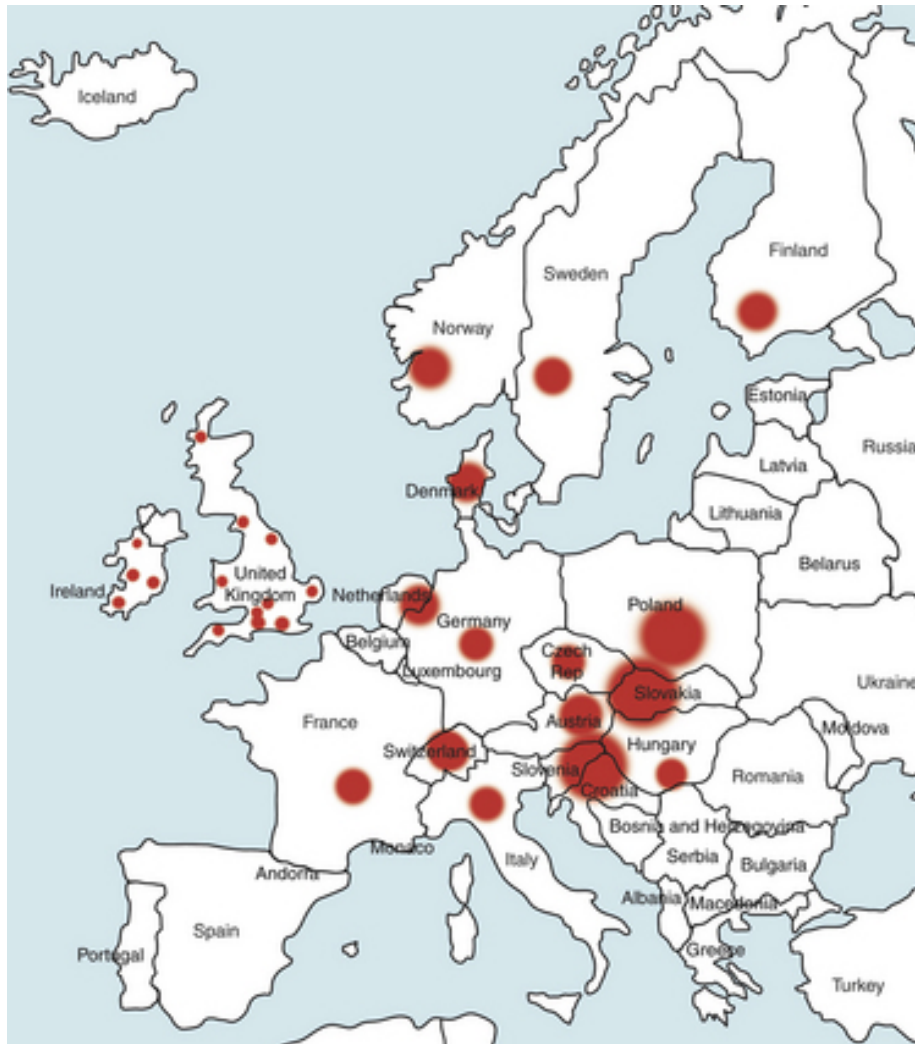 Iceland
Finland
Sweden
Norway
Estonia
Russia
Latvia
Denmark
Lithuania
Belarus
United
Kingdom
Ireland
Netherlands
Poland
Germany
Belgium
Czech
Rep
Luxembourg
Slovakia
Ukraine
France
Austria
Moldova
Hungary
Switzerland
Slovenia
Romania
Croatia
Bosnia and Herzegovina
Monaco
Italy
Serbia
Bulgaria
Andorra
Albania
Macedonia
Spain
Portugal
Greece
Turkey